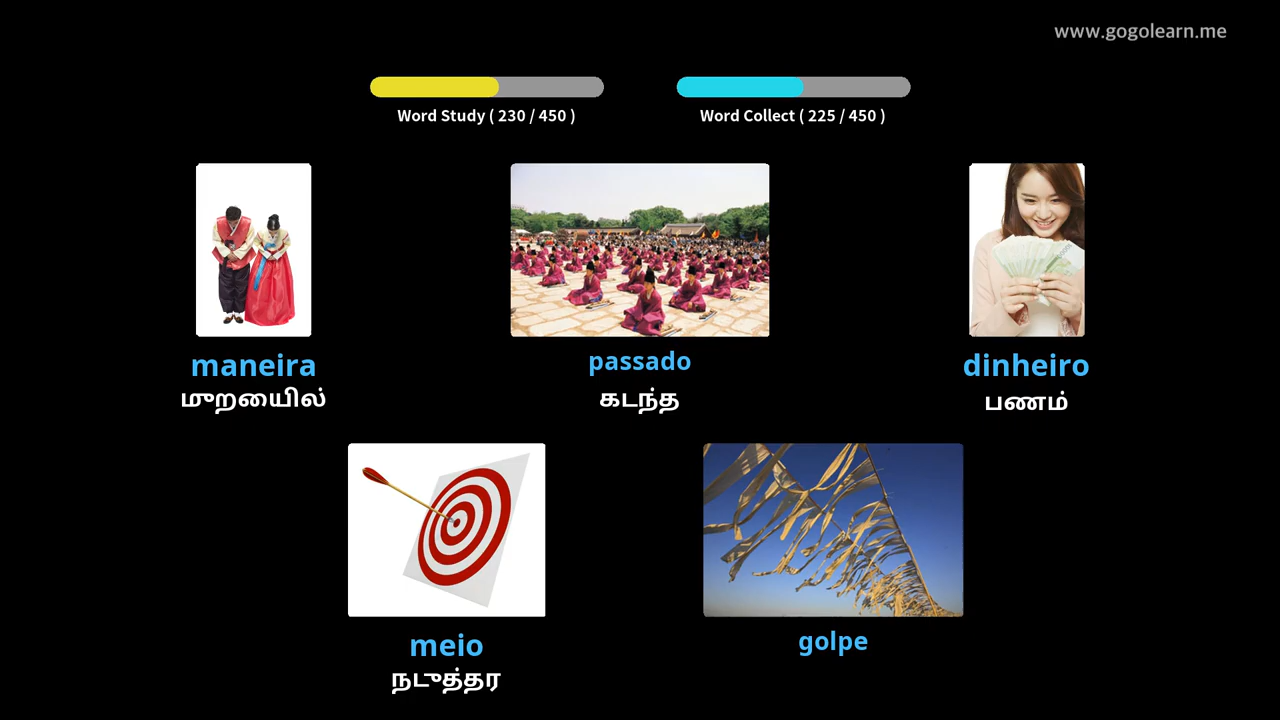 www.gogolearn.me
Word Study ( 230 / 450 )
Word Collect ( 225 / 450 )
maneira
முறையில்
passado
கடந்த
dinheiro
பணம்
meio
நடுத்தர
golpe